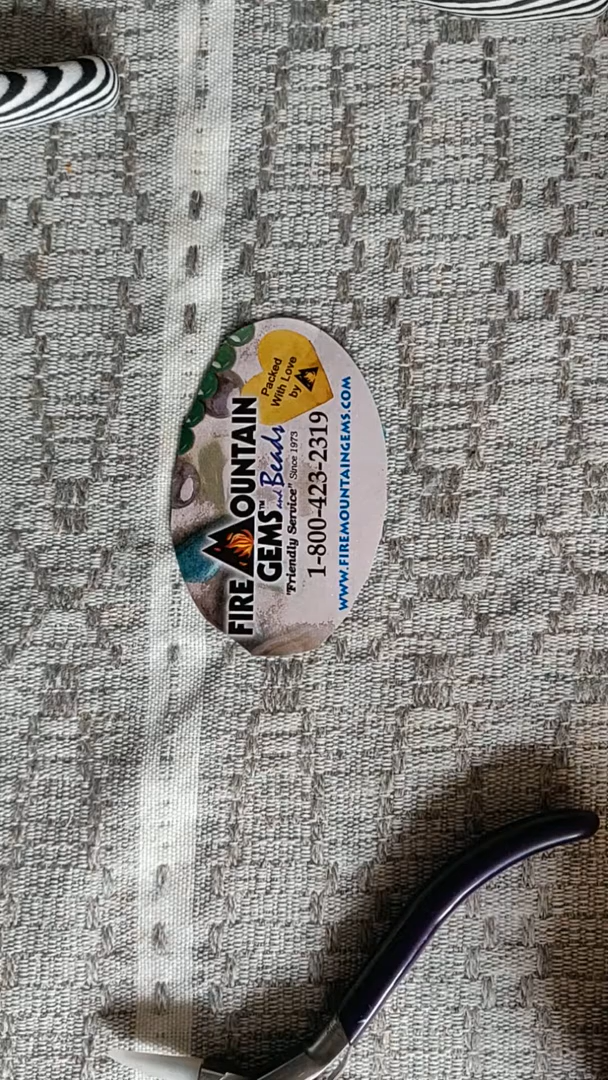 Packed
With Love
by
FIRE MOUNTAIN
GEMS™ and Beads
"Friendly Service" Since 1973
1-800-423-2319
WWW.FIREMOUNTAINGEMS.COM